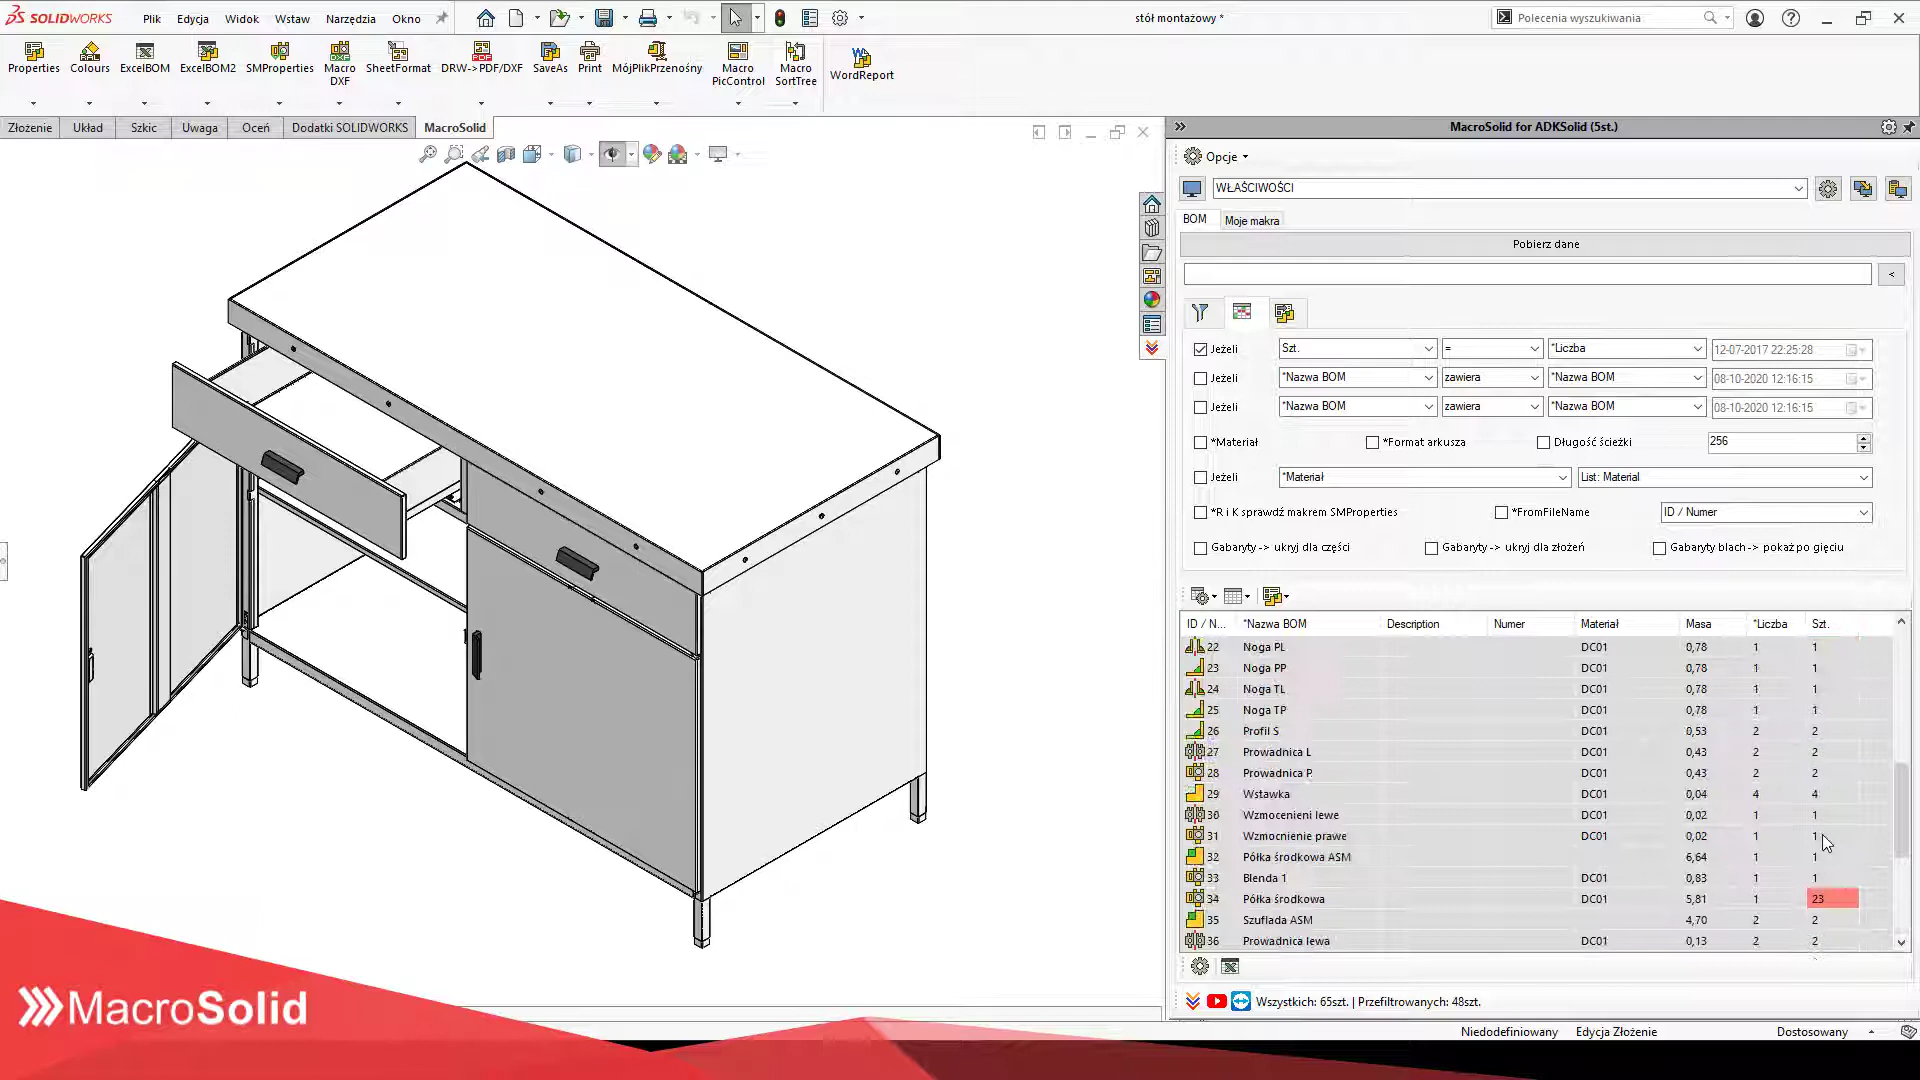 SOLIDWORKS Plik Edycja Widok Wstaw Narzędzia Okno stół montażowy * Polecenia wyszukiwania
Properties Colours ExcelBOM ExcelBOM2 SMProperties Macro DXF SheetFormat DRW->PDF/DXF SaveAs Print MójPlikPrzenośny Macro PicControl Macro SortTree WordReport
Złożenie Układ Szkic Uwaga Oceń Dodatki SOLIDWORKS MacroSolid
MacroSolid for ADKSolid (5st.)
Opcje
WŁAŚCIWOŚCI
BOM Moje makra
Pobierz dane
<
Jeżeli Szt. = *Liczba 12-07-2017 22:25:28
Jeżeli *Nazwa BOM zawiera *Nazwa BOM 08-10-2020 12:16:15
Jeżeli *Nazwa BOM zawiera *Nazwa BOM 08-10-2020 12:16:15
*Materiał *Format arkusza Długość ścieżki 256
Jeżeli *Materiał List: Material
*R i K sprawdź makrem SMProperties *FromFileName ID / Numer
Gabaryty -> ukryj dla części Gabaryty -> ukryj dla złożeń Gabaryty blach -> pokaż po gięciu
ID / N... *Nazwa BOM Description Numer Materiał Masa *Liczba Szt.
22 Noga PL DC01 0,78 1 1
23 Noga PP DC01 0,78 1 1
24 Noga TL DC01 0,78 1 1
25 Noga TP DC01 0,78 1 1
26 Profil S DC01 0,53 2 2
27 Prowadnica L DC01 0,43 2 2
28 Prowadnica P. DC01 0,43 2 2
29 Wstawka DC01 0,04 4 4
30 Wzmocenieni lewe DC01 0,02 1 1
31 Wzmocnienie prawe DC01 0,02 1 1
32 Półka środkowa ASM 6,64 1 1
33 Blenda 1 DC01 0,83 1 1
34 Półka środkowa DC01 5,81 1 23
35 Szuflada ASM 4,70 2 2
36 Prowadnica lewa DC01 0,13 2 2
Wszystkich: 65szt. | Przefiltrowanych: 48szt.
Niedodefiniowany Edycja Złożenie Dostosowany
MacroSolid